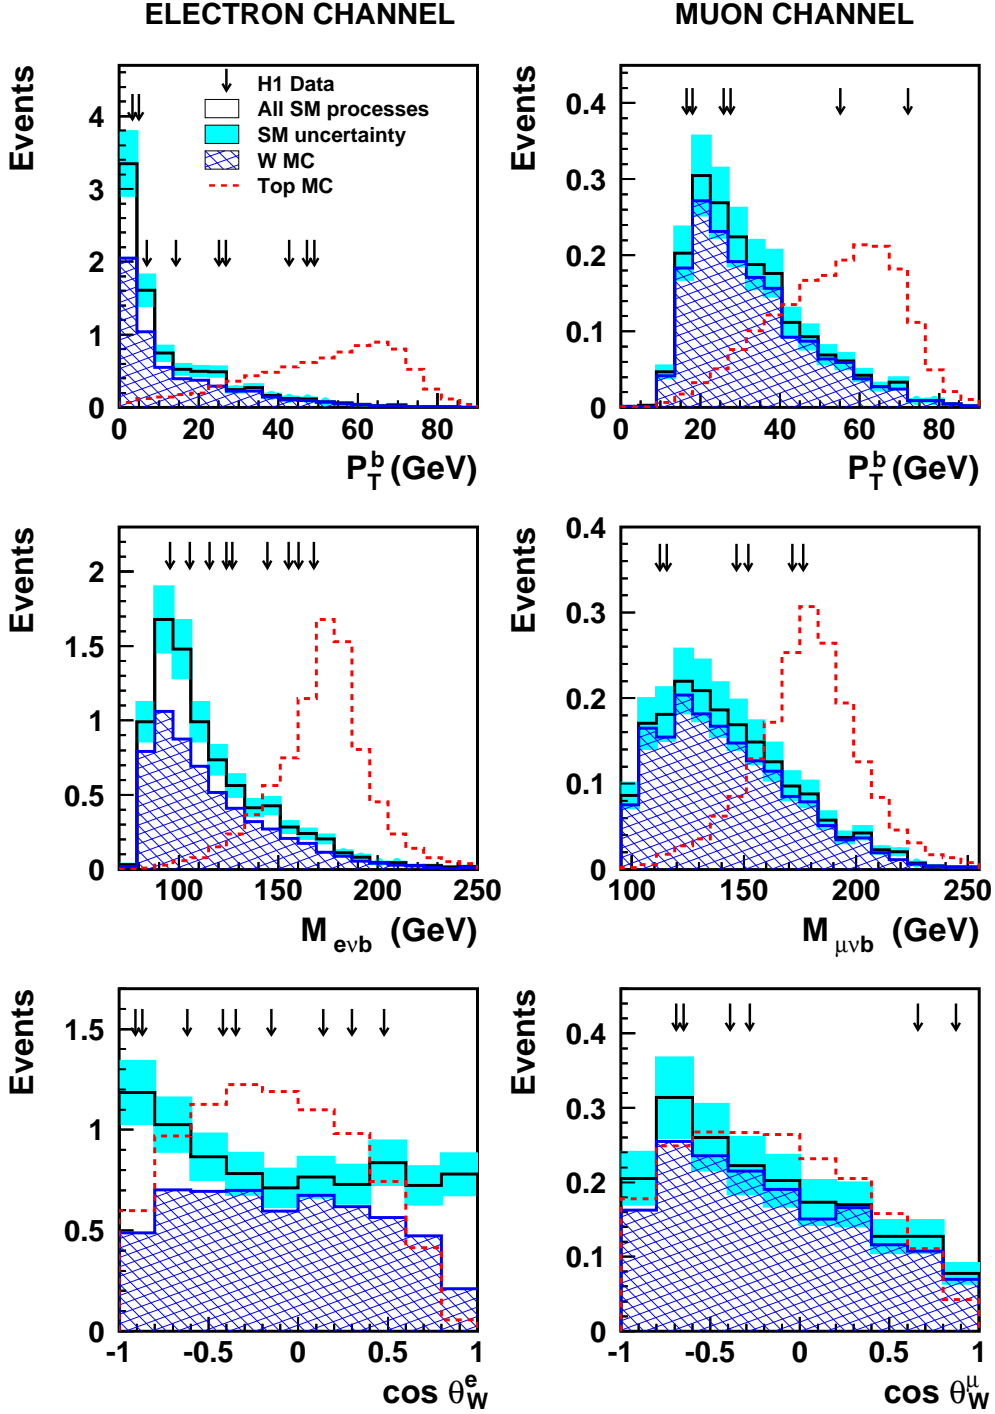 ELECTRON CHANNEL
MUON CHANNEL
Events
4
3
2
1
0
0 20 40 60 80
P_T^b (GeV)
H1 Data
All SM processes
SM uncertainty
W MC
Top MC
Events
0.4
0.3
0.2
0.1
0
0 20 40 60 80
P_T^b (GeV)
Events
2
1.5
1
0.5
0
100 150 200 250
M_eνb (GeV)
Events
0.4
0.3
0.2
0.1
0
100 150 200 250
M_μνb (GeV)
Events
1.5
1
0.5
0
-1 -0.5 0 0.5 1
cos θ_W^e
Events
0.4
0.3
0.2
0.1
0
-1 -0.5 0 0.5 1
cos θ_W^μ